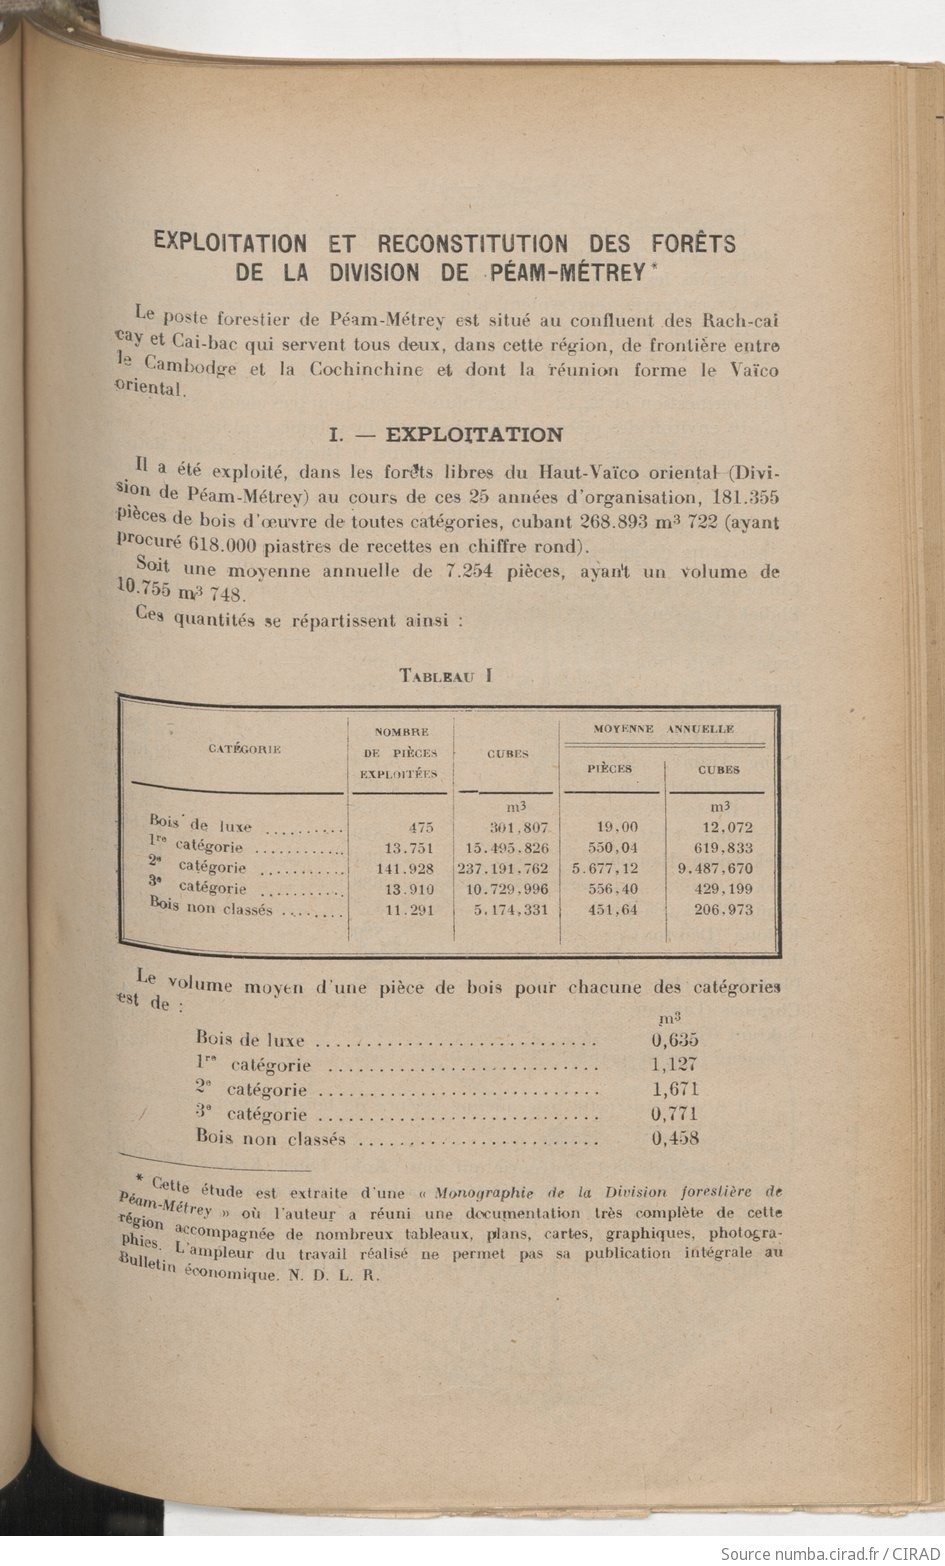 EXPLOITATION ET RECONSTITUTION DES FORÊTS
DE LA DIVISION DE PÉAM-MÉTREY*
Le poste forestier de Péam-Métrey est situé au confluent des Rach-cai
cay et Cai-bac qui servent tous deux, dans cette région, de frontière entre
le Cambodge et la Cochinchine et dont la réunion forme le Vaïco
oriental.
I. — EXPLOITATION
Il a été exploité, dans les forêts libres du Haut-Vaïco oriental (Divi-
sion de Péam-Métrey) au cours de ces 25 années d'organisation, 181.355
pièces de bois d'œuvre de toutes catégories, cubant 268.893 m3 722 (ayant
procuré 618.000 piastres de recettes en chiffre rond).
Soit une moyenne annuelle de 7.254 pièces, ayant un volume de
10.755 m3 748.
Ces quantités se répartissent ainsi :
TABLEAU I
CATÉGORIE | NOMBRE DE PIÈCES EXPLOITÉES | CUBES | MOYENNE ANNUELLE
PIÈCES | CUBES
m3 | m3
Bois de luxe .......... 475 | 301,807 | 19,00 | 12,072
1re catégorie ............ 13.751 | 15.495,826 | 550,04 | 619,833
2e catégorie ........... 141.928 | 237.191,762 | 5.677,12 | 9.487,670
3e catégorie ........... 13.910 | 10.729,996 | 556,40 | 429,199
Bois non classés ........ 11.291 | 5.174,331 | 451,64 | 206,973
Le volume moyen d'une pièce de bois pour chacune des catégories
est de :
m3
Bois de luxe ............................ 0,635
1re catégorie ........................... 1,127
2e catégorie ............................ 1,671
3e catégorie ............................ 0,771
Bois non classés ........................ 0,458
* Cette étude est extraite d'une « Monographie de la Division forestière de
Péam-Métrey » où l'auteur a réuni une documentation très complète de cette
région accompagnée de nombreux tableaux, plans, cartes, graphiques, photogra-
phies. L'ampleur du travail réalisé ne permet pas sa publication intégrale au
Bulletin économique. N. D. L. R.
Source numba.cirad.fr / CIRAD